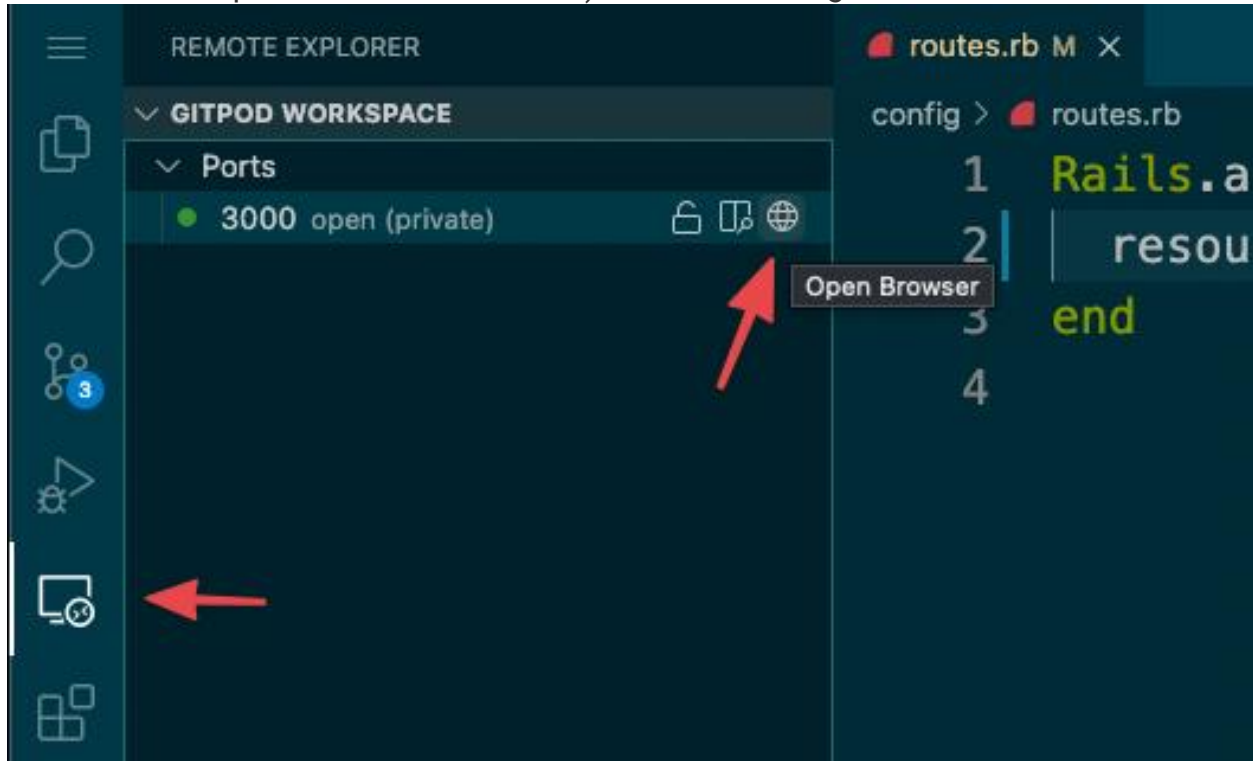 REMOTE EXPLORER
GITPOD WORKSPACE
Ports
3000 open (private)
Open Browser
3
routes.rb M
config > routes.rb
1 Rails.a
2 resou
3 end
4